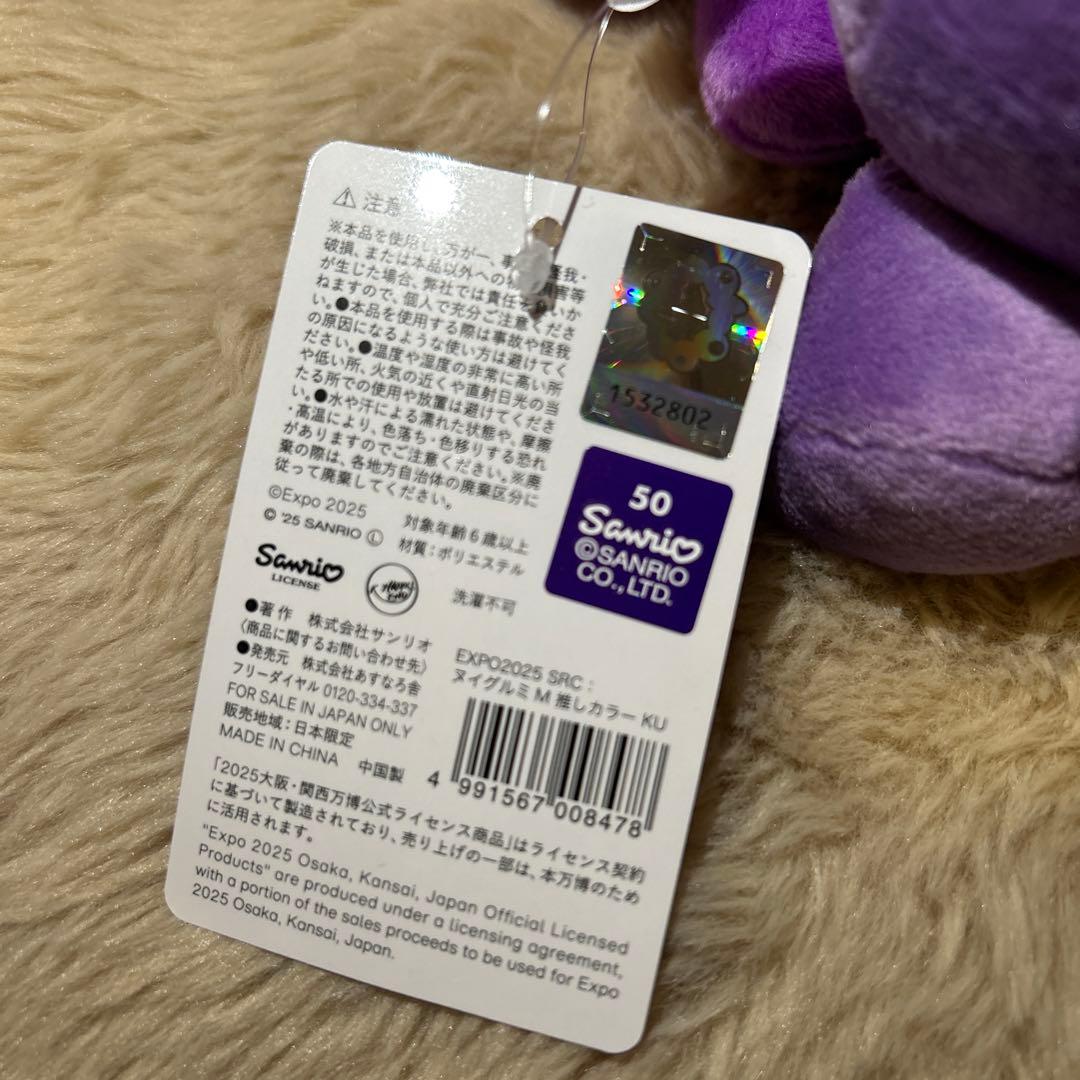 ⚠ 注意
※本品を使用し、万が一、事 怪我・
破損、または本品以外への 損害等
が生じた場合、弊社では責任を いか
ねますので、個人で充分ご注意くださ
い。●本品を使用する際は事故や怪我
の原因になるような使い方は避けてく
ださい。●温度や湿度の非常に高い所
や低い所、火気の近くや直射日光の当
たる所での使用や放置は避けてくださ
い。●水や汗による濡れた状態や、摩擦
・高温により、色落ち・色移りする恐れ
がありますのでご注意ください。※廃
棄の際は、各地方自治体の廃棄区分に
従って廃棄してください。
©Expo 2025
© '25 SANRIO Ⓛ
対象年齢6歳以上
材質:ポリエステル
Sanrio
LICENSE
洗濯不可
●著作 株式会社サンリオ
〈商品に関するお問い合わせ先〉
●発売元 株式会社あすなろ舎
フリーダイヤル 0120-334-337
FOR SALE IN JAPAN ONLY
販売地域:日本限定
MADE IN CHINA 中国製
1532802
50
Sanrio
©SANRIO
CO.,LTD.
EXPO2025 SRC:
ヌイグルミ M 推しカラー KU
4 991567 008478
「2025大阪・関西万博公式ライセンス商品」はライセンス契約
に基づいて製造されており、売り上げの一部は、本万博のため
に活用されます。
"Expo 2025 Osaka, Kansai, Japan Official Licensed
Products" are produced under a licensing agreement,
with a portion of the sales proceeds to be used for Expo
2025 Osaka, Kansai, Japan.